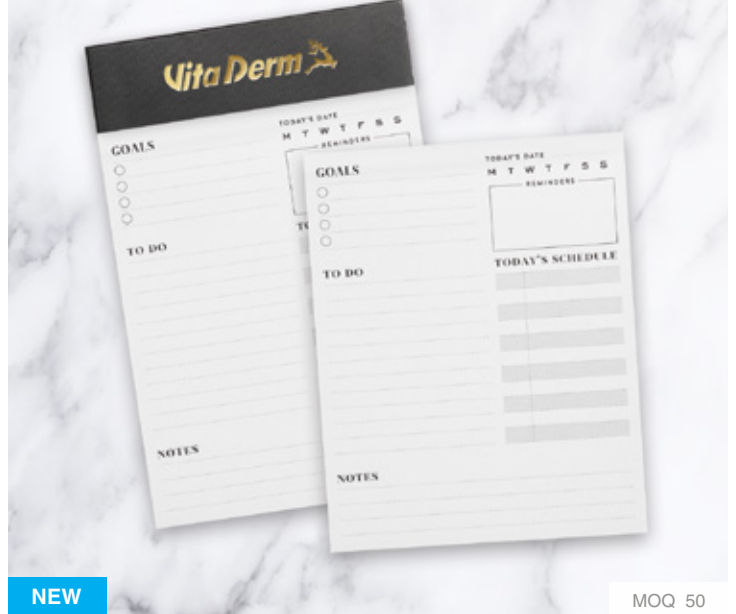 Vita Derm
TODAY'S DATE
M T W T F S S
GOALS
REMINDERS
TO DO
NOTES
TODAY'S DATE
M T W T F S S
GOALS
REMINDERS
TODAY'S SCHEDULE
TO DO
NOTES
NEW
MOQ 50